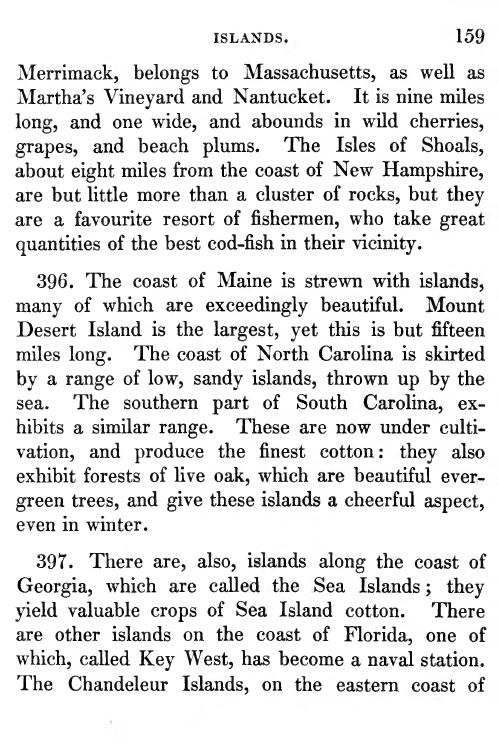 ISLANDS. 159
Merrimack, belongs to Massachusetts, as well as
Martha's Vineyard and Nantucket. It is nine miles
long, and one wide, and abounds in wild cherries,
grapes, and beach plums. The Isles of Shoals,
about eight miles from the coast of New Hampshire,
are but little more than a cluster of rocks, but they
are a favourite resort of fishermen, who take great
quantities of the best cod-fish in their vicinity.
396. The coast of Maine is strewn with islands,
many of which are exceedingly beautiful. Mount
Desert Island is the largest, yet this is but fifteen
miles long. The coast of North Carolina is skirted
by a range of low, sandy islands, thrown up by the
sea. The southern part of South Carolina, ex-
hibits a similar range. These are now under culti-
vation, and produce the finest cotton: they also
exhibit forests of live oak, which are beautiful ever-
green trees, and give these islands a cheerful aspect,
even in winter.
397. There are, also, islands along the coast of
Georgia, which are called the Sea Islands; they
yield valuable crops of Sea Island cotton. There
are other islands on the coast of Florida, one of
which, called Key West, has become a naval station.
The Chandeleur Islands, on the eastern coast of